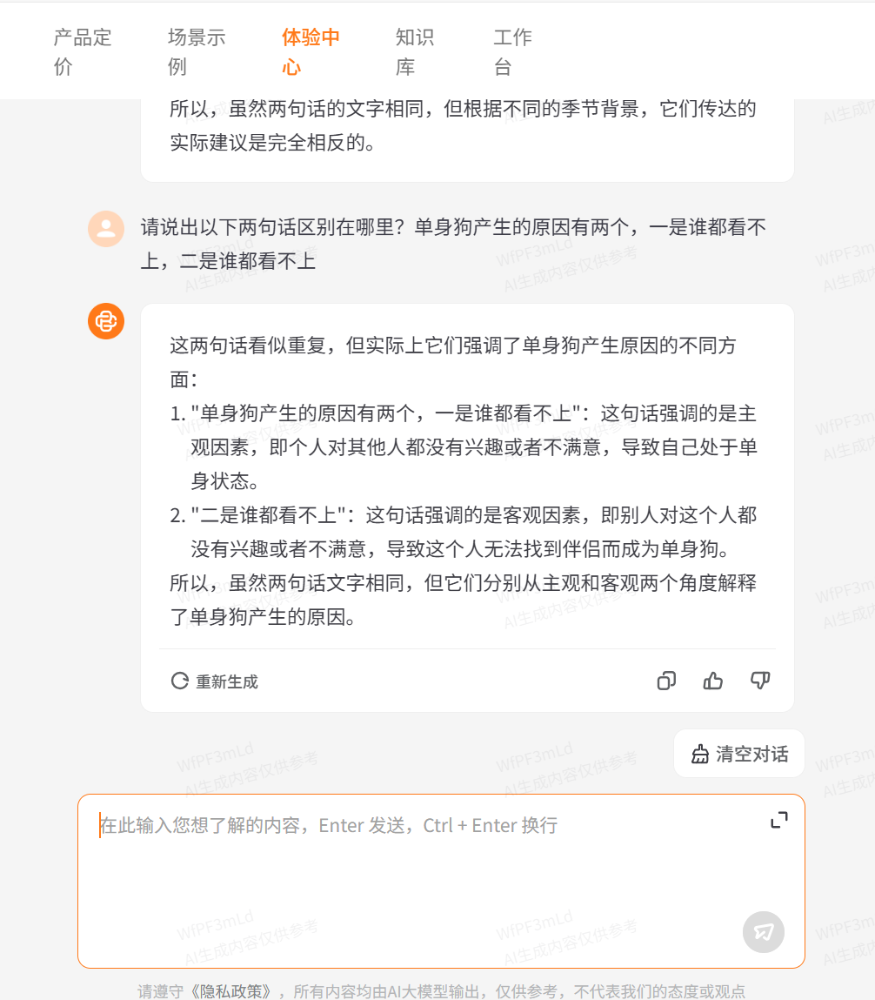 产品定价
场景示例
体验中心
知识库
工作台
所以，虽然两句话的文字相同，但根据不同的季节背景，它们传达的
实际建议是完全相反的。
请说出以下两句话区别在哪里？单身狗产生的原因有两个，一是谁都看不
上，二是谁都看不上
这两句话看似重复，但实际上它们强调了单身狗产生原因的不同方
面：
1. "单身狗产生的原因有两个，一是谁都看不上"：这句话强调的是主
观因素，即个人对其他人都没有兴趣或者不满意，导致自己处于单
身状态。
2. "二是谁都看不上"：这句话强调的是客观因素，即别人对这个人都
没有兴趣或者不满意，导致这个人无法找到伴侣而成为单身狗。
所以，虽然两句话文字相同，但它们分别从主观和客观两个角度解释
了单身狗产生的原因。
重新生成
清空对话
WfPF3mLd
AI生成内容仅供参考
在此输入您想了解的内容，Enter 发送，Ctrl + Enter 换行
请遵守《隐私政策》，所有内容均由AI大模型输出，仅供参考，不代表我们的态度或观点